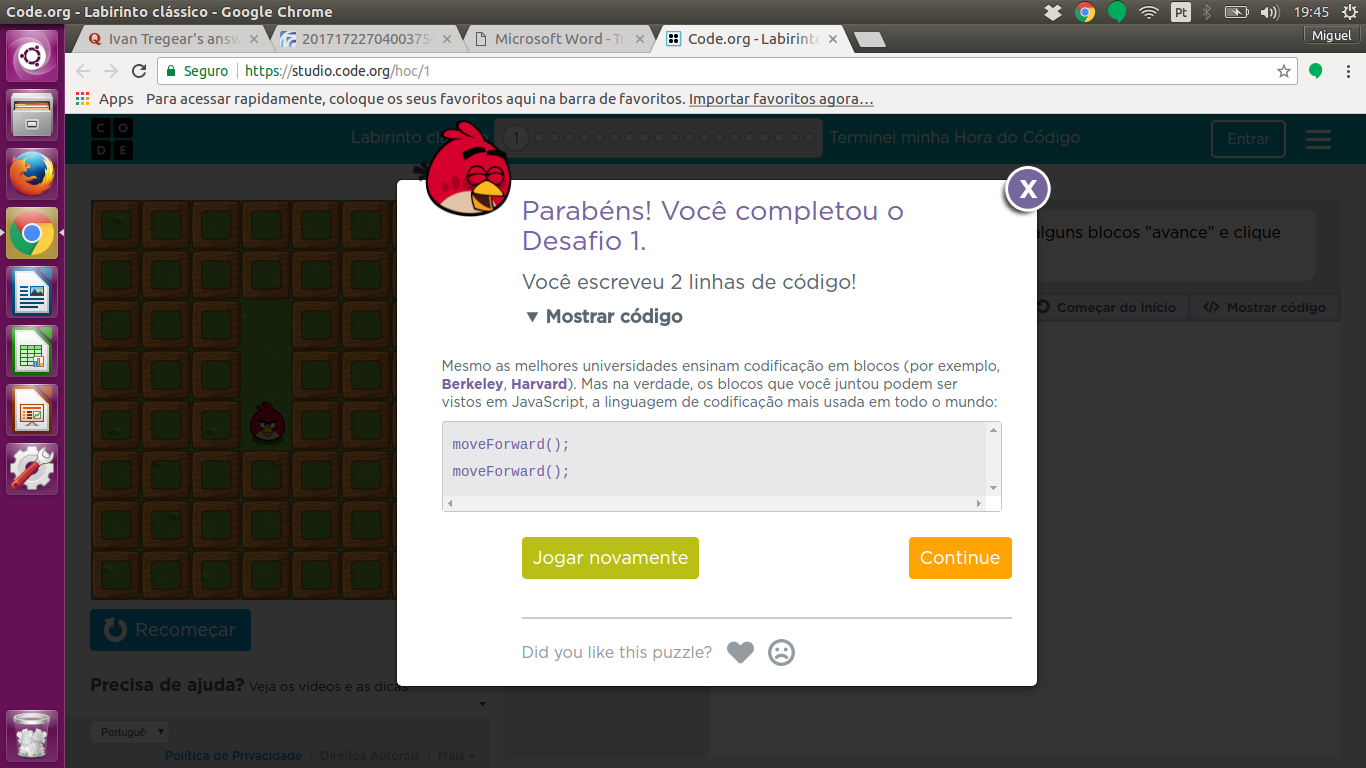 Code.org - Labirinto clássico - Google Chrome
Pt
19:45
Ivan Tregear's answ
Microsoft Word - Tr
Code.org - Labirinto
Miguel
Seguro
https://studio.code.org/hoc/1
Apps
Para acessar rapidamente, coloque os seus favoritos aqui na barra de favoritos. Importar favoritos agora...
CO
DE
Labirinto clá
1
Terminei minha Hora do Código
Entrar
X
Parabéns! Você completou o
Desafio 1.
Você escreveu 2 linhas de código!
▼ Mostrar código
alguns blocos "avance" e clique
Começar do início
</> Mostrar código
Mesmo as melhores universidades ensinam codificação em blocos (por exemplo,
Berkeley, Harvard). Mas na verdade, os blocos que você juntou podem ser
vistos em JavaScript, a linguagem de codificação mais usada em todo o mundo:
moveForward();
moveForward();
Jogar novamente
Continue
Recomeçar
Did you like this puzzle?
Precisa de ajuda? Veja os vídeos e as dicas
Português
Política de Privacidade | Direitos Autorais | Mais